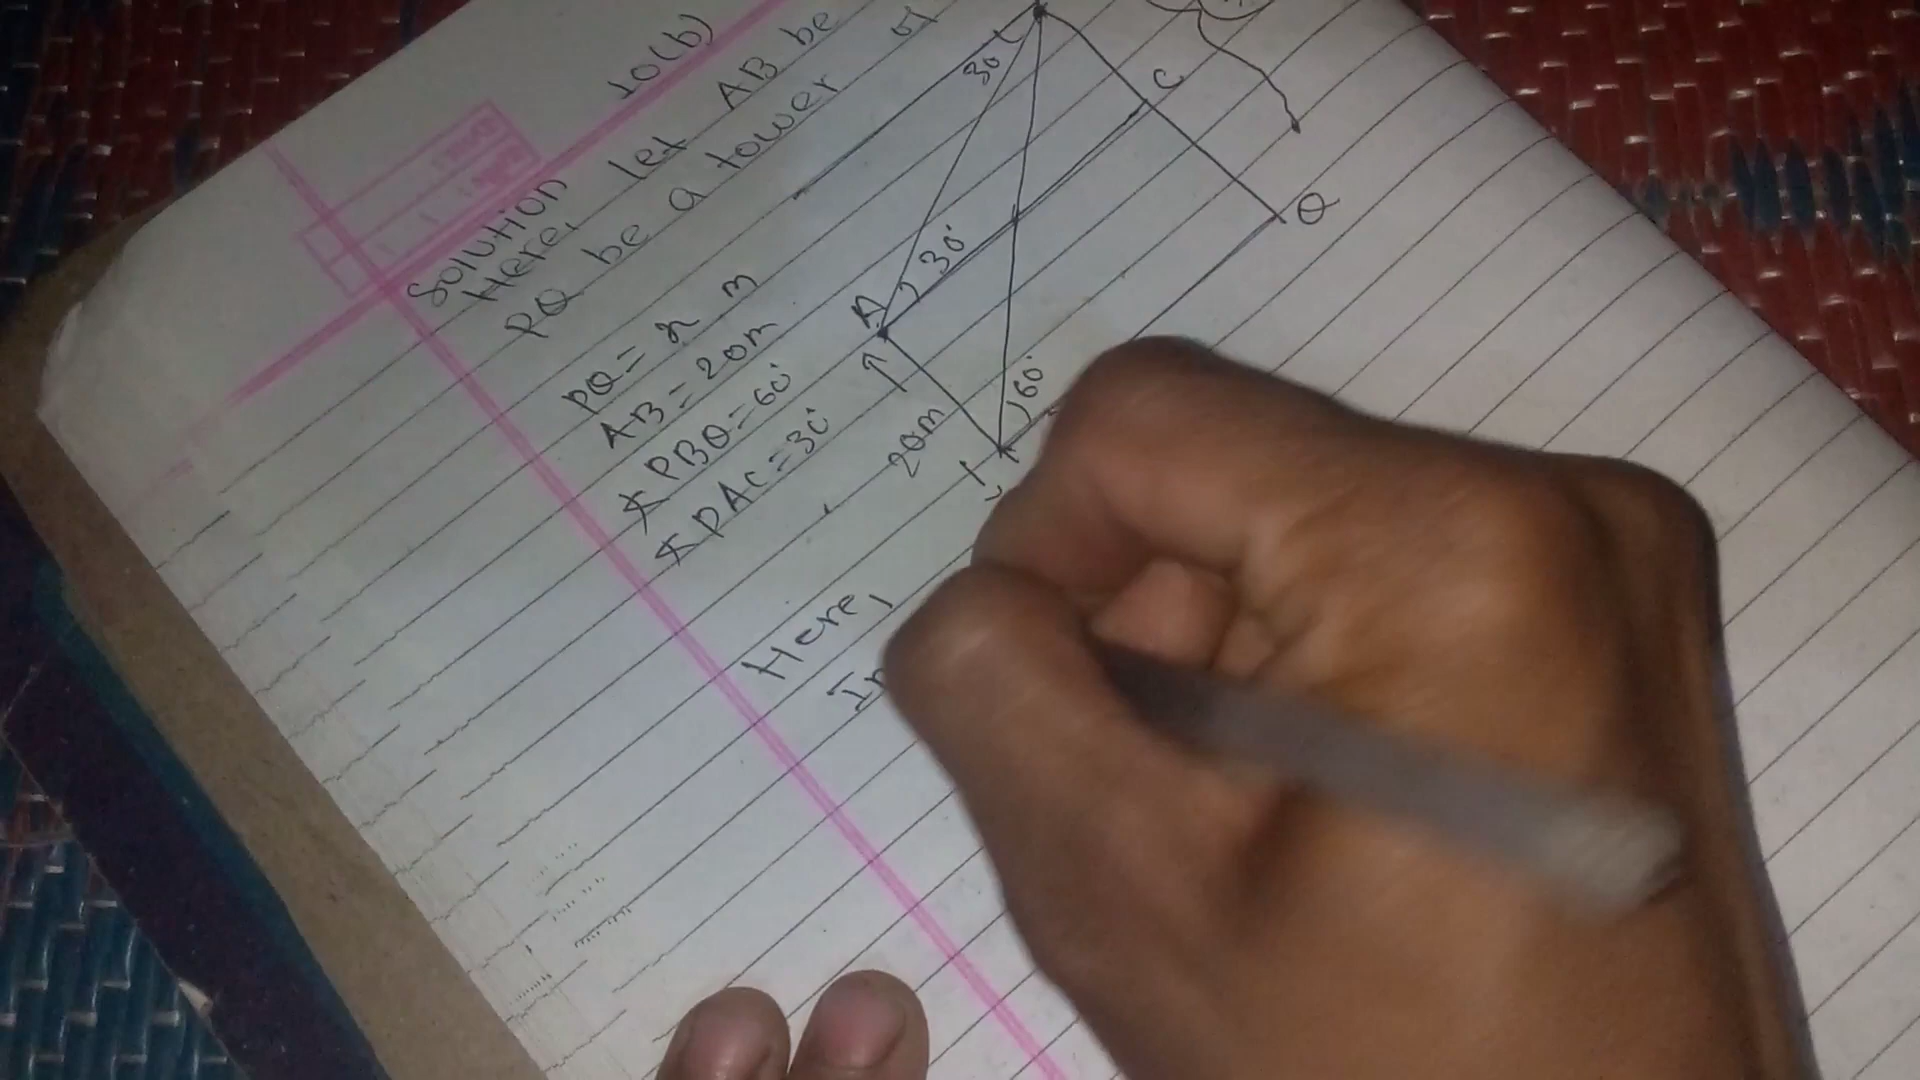 10(b)
Solution
Here, let AB be
PQ be a tower of
PQ = x m
AB = 20m
∡ PBQ = 60°
∡ PAC = 30°
30°
C
Q
A
30°
60°
20m
Here,
In